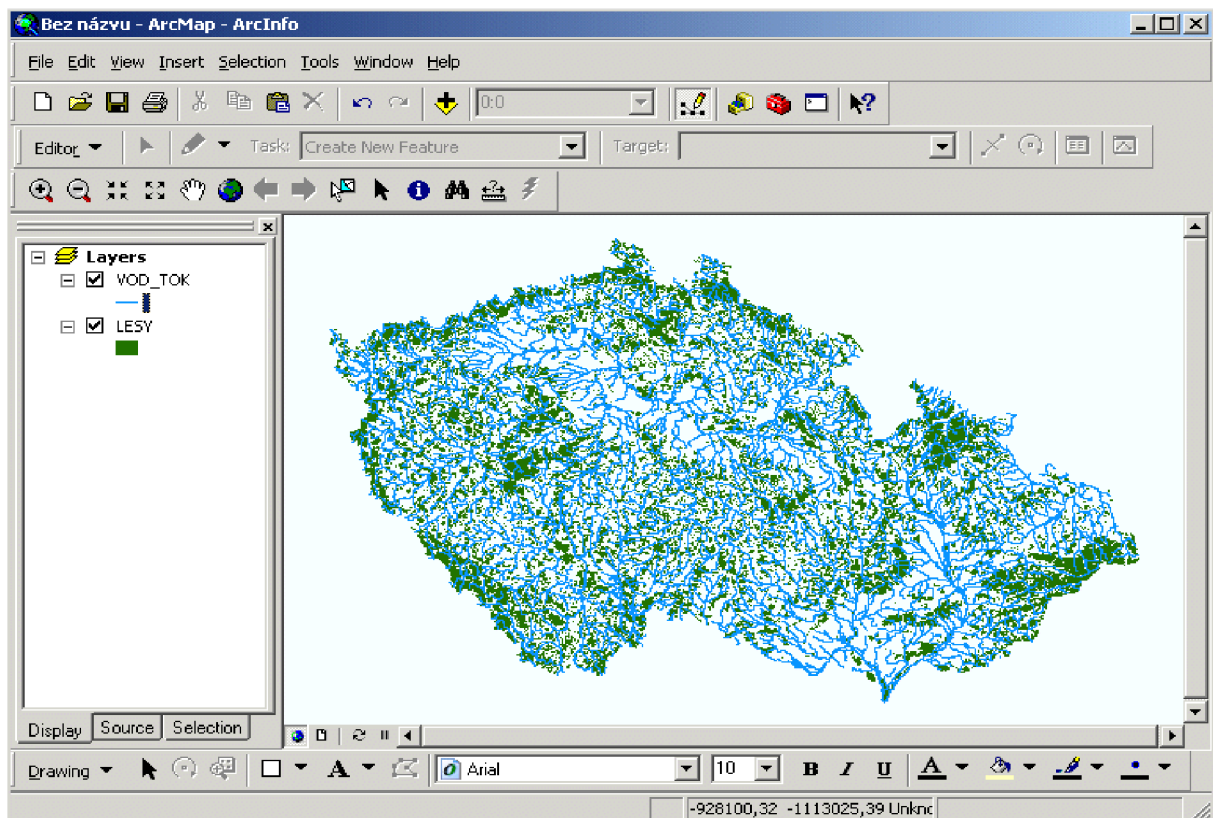 Bez názvu - ArcMap - ArcInfo
File Edit View Insert Selection Tools Window Help
0:0
Editor Task: Create New Feature Target:
Layers
VOD_TOK
LESY
Display Source Selection
Drawing A Arial 10 B I U A
-928100,32 -1113025,39 Unknc